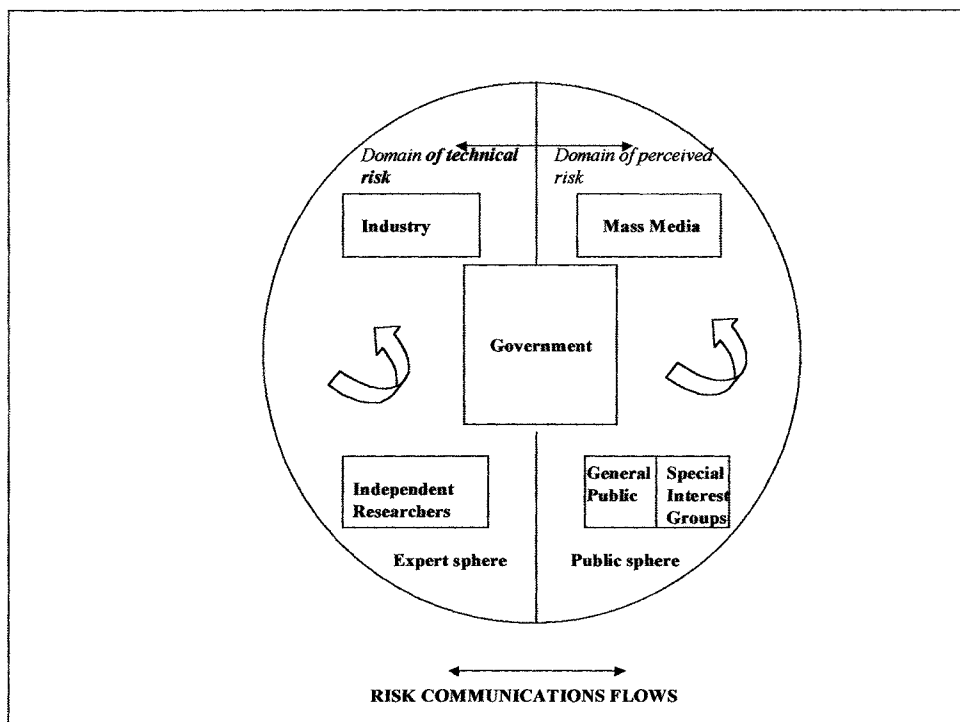 Domain of technical
risk
Domain of perceived
risk
Industry
Mass Media
Government
Independent
Researchers
General
Public
Special
Interest
Groups
Expert sphere
Public sphere
RISK COMMUNICATIONS FLOWS